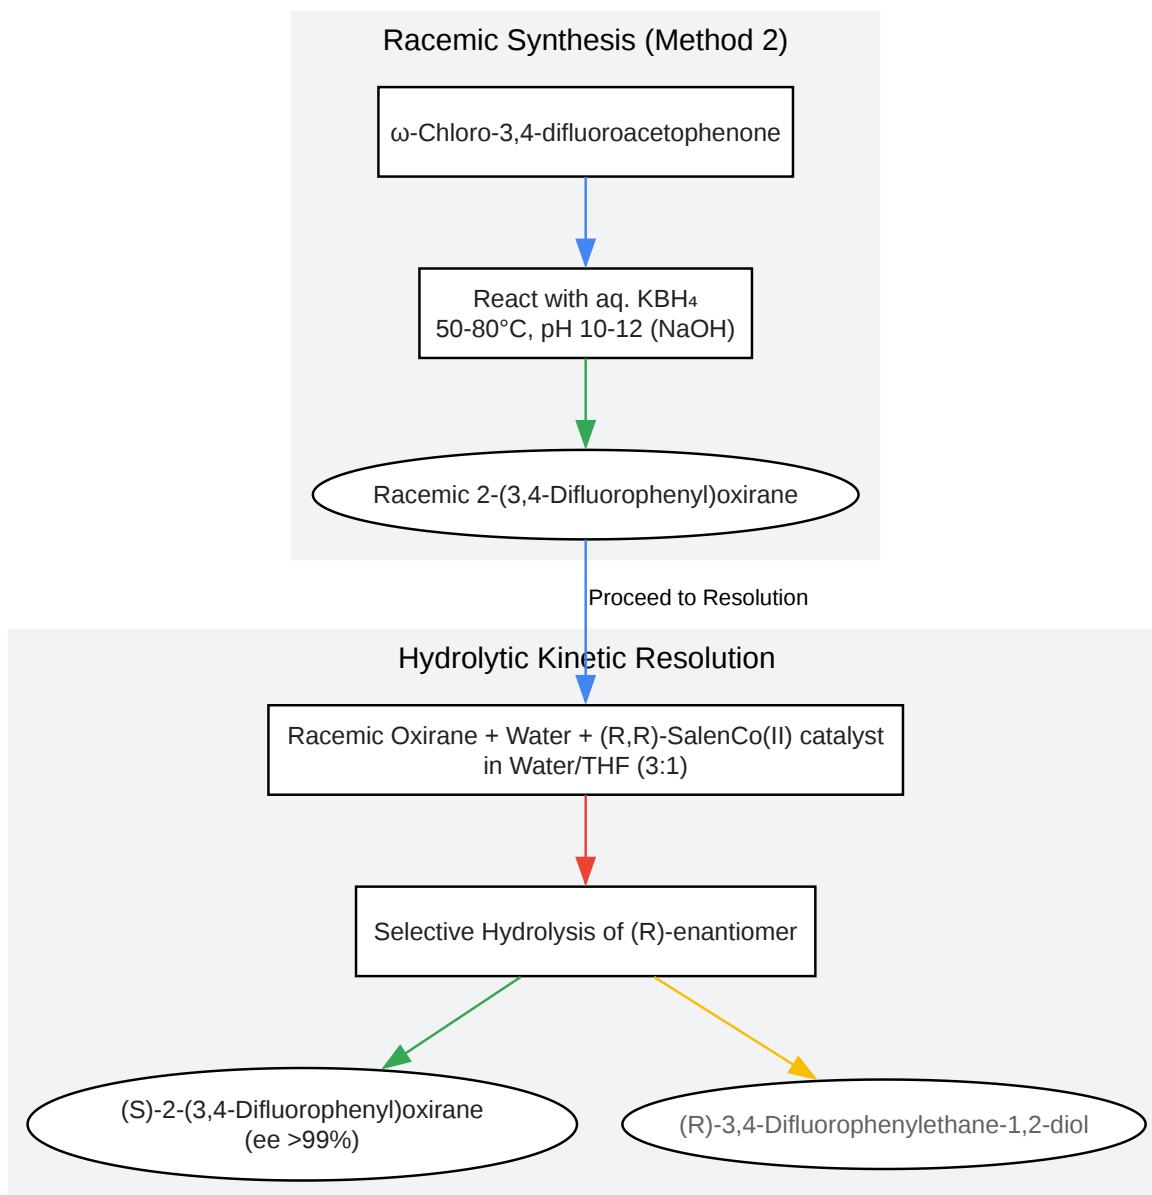 Racemic Synthesis (Method 2)
ω-Chloro-3,4-difluoroacetophenone
React with aq. KBH₄
50-80°C, pH 10-12 (NaOH)
Racemic 2-(3,4-Difluorophenyl)oxirane
Proceed to Resolution
Hydrolytic Kinetic Resolution
Racemic Oxirane + Water + (R,R)-SalenCo(II) catalyst
in Water/THF (3:1)
Selective Hydrolysis of (R)-enantiomer
(S)-2-(3,4-Difluorophenyl)oxirane
(ee >99%)
(R)-3,4-Difluorophenylethane-1,2-diol